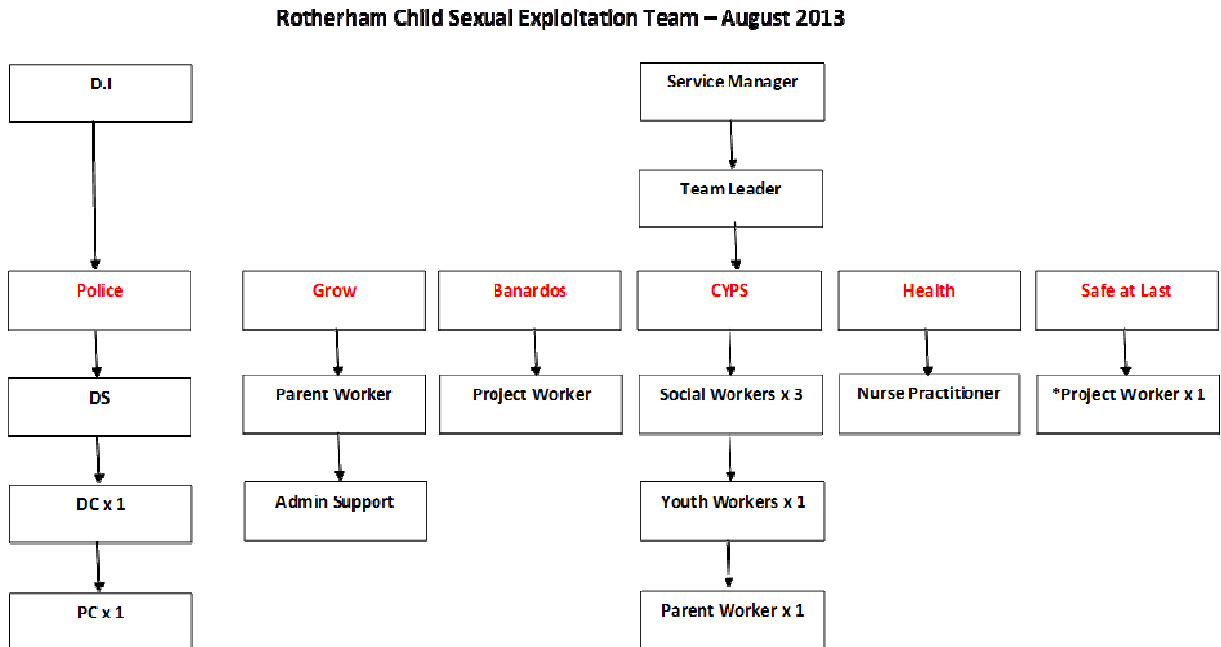 Rotherham Child Sexual Exploitation Team – August 2013
D.I
Service Manager
Team Leader
Police
Grow
Banardos
CYPS
Health
Safe at Last
DS
Parent Worker
Project Worker
Social Workers x 3
Nurse Practitioner
*Project Worker x 1
DC x 1
Admin Support
Youth Workers x 1
PC x 1
Parent Worker x 1